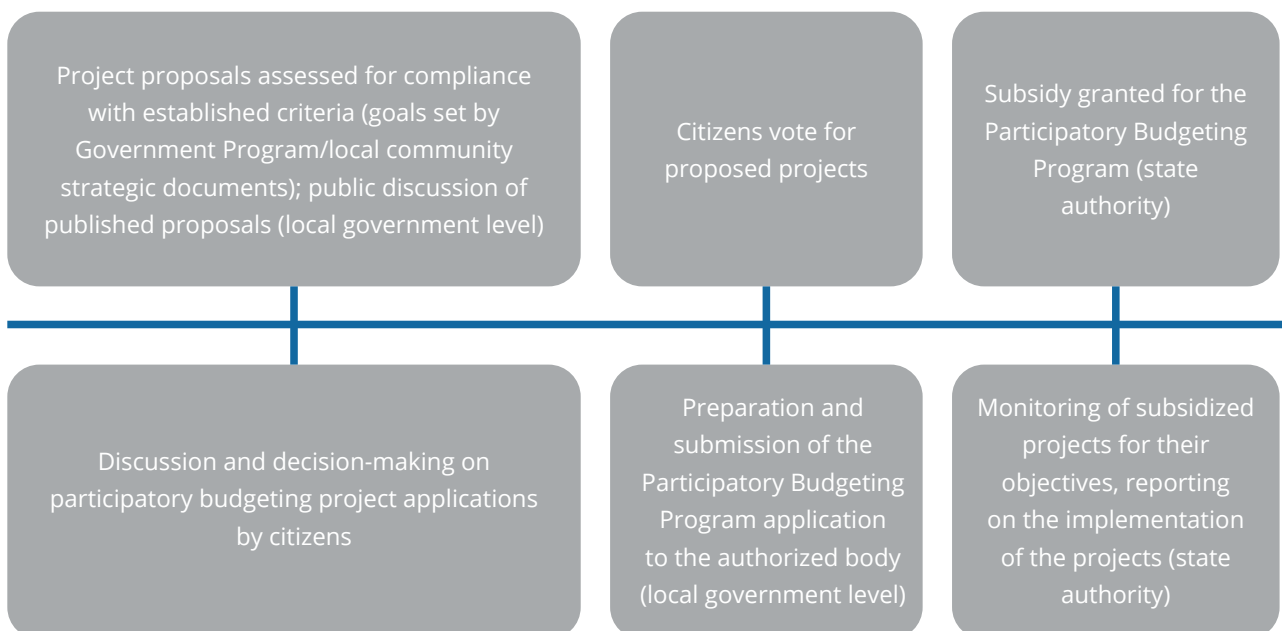 Project proposals assessed for compliance
with established criteria (goals set by
Government Program/local community
strategic documents); public discussion of
published proposals (local government level)
Citizens vote for
proposed projects
Subsidy granted for the
Participatory Budgeting
Program (state
authority)
Discussion and decision-making on
participatory budgeting project applications
by citizens
Preparation and
submission of the
Participatory Budgeting
Program application
to the authorized body
(local government level)
Monitoring of subsidized
projects for their
objectives, reporting
on the implementation
of the projects (state
authority)